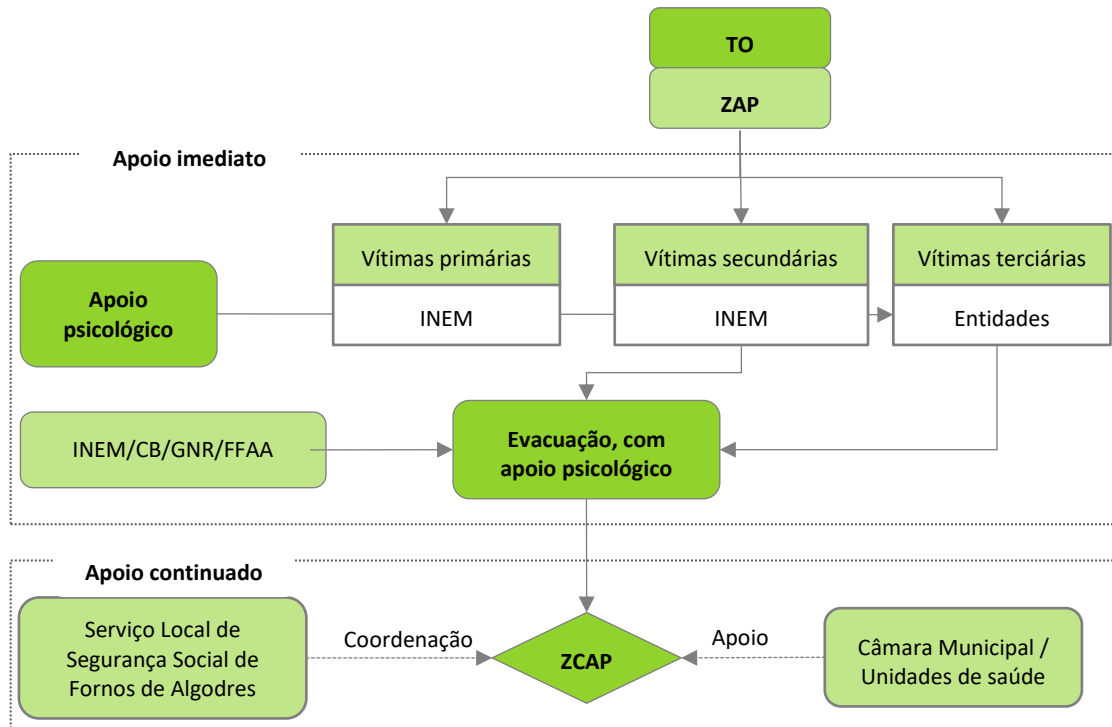 TO
ZAP
Apoio imediato
Vítimas primárias
Vítimas secundárias
Vítimas terciárias
Apoio
psicológico
INEM
INEM
Entidades
INEM/CB/GNR/FFAA
Evacuação, com
apoio psicológico
Apoio continuado
Serviço Local de
Segurança Social de
Fornos de Algodres
Coordenação
ZCAP
Apoio
Câmara Municipal /
Unidades de saúde